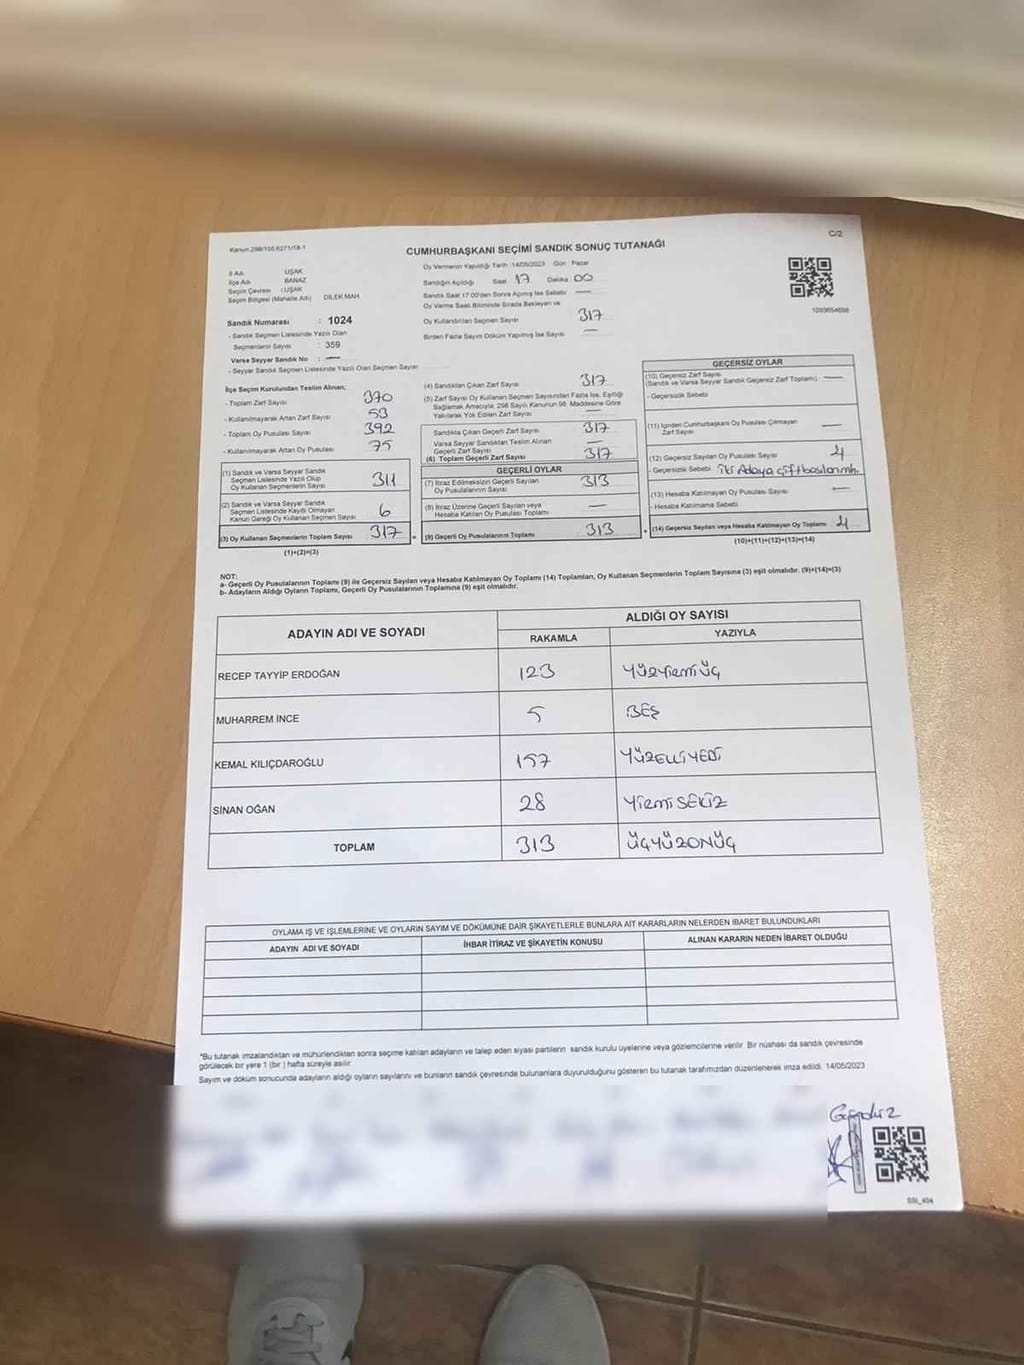 Kanun:298/105.6271/18-1
C/2
CUMHURBAŞKANI SEÇİMİ SANDIK SONUÇ TUTANAĞI
İl Adı : UŞAK
İlçe Adı : BANAZ
Seçim Çevresi : UŞAK
Seçim Bölgesi (Mahalle Adı) : DİLEK MAH.
Sandık Numarası : 1024
- Sandık Seçmen Listesinde Yazılı Olan
Seçmenlerin Sayısı : 359
Varsa Seyyar Sandık No : —
- Seyyar Sandık Seçmen Listesinde Yazılı Olan Seçmen Sayısı
Oy Vermenin Yapıldığı Tarih :14/05/2023 Gün : Pazar
Sandığın Açıldığı Saat 17 Dakika 00
Sandık Saat 17:00'den Sonra Açılmış İse Sebebi —
Oy Verme Saati Bitiminde Sırada Bekleyen ve
Oy Kullandırılan Seçmen Sayısı 317
Birden Fazla Sayım Döküm Yapılmış İse Sayısı —
İlçe Seçim Kurulundan Teslim Alınan;
- Toplam Zarf Sayısı 370
- Kullanılmayarak Artan Zarf Sayısı 53
- Toplam Oy Pusulası Sayısı 392
- Kullanılmayarak Artan Oy Pusulası 75
(1) Sandık ve Varsa Seyyar Sandık
Seçmen Listesinde Yazılı Olup
Oy Kullanan Seçmenlerin Sayısı 311
(2) Sandık ve Varsa Seyyar Sandık
Seçmen Listesinde Kayıtlı Olmayan
Kanun Gereği Oy Kullanan Seçmen Sayısı 6
(3) Oy Kullanan Seçmenlerin Toplam Sayısı 317
(1)+(2)=(3)
(4) Sandıktan Çıkan Zarf Sayısı 317
(5) Zarf Sayısı Oy Kullanan Seçmen Sayısından Fazla İse, Eşitliği
Sağlamak Amacıyla, 298 Sayılı Kanunun 98. Maddesine Göre
Yakılarak Yok Edilen Zarf Sayısı —
Sandıkta Çıkan Geçerli Zarf Sayısı 317
Varsa Seyyar Sandıktan Teslim Alınan
Geçerli Zarf Sayısı —
(6) Toplam Geçerli Zarf Sayısı 317
GEÇERLİ OYLAR
(7) İtiraz Edilmeksizin Geçerli Sayılan
Oy Pusulalarının Sayısı 313
(8) İtiraz Üzerine Geçerli Sayılan veya
Hesaba Katılan Oy Pusulası Toplamı —
(9) Geçerli Oy Pusulalarının Toplamı 313
GEÇERSİZ OYLAR
(10) Geçersiz Zarf Sayısı
(Sandık ve Varsa Seyyar Sandık Geçersiz Zarf Toplamı) —
- Geçersizlik Sebebi
(11) İçinden Cumhurbaşkanı Oy Pusulası Çıkmayan
Zarf Sayısı —
(12) Geçersiz Sayılan Oy Pusulası Sayısı 4
- Geçersizlik Sebebi İki Adaya çift basılanmh.
(13) Hesaba Katılmayan Oy Pusulası Sayısı —
- Hesaba Katılmama Sebebi
(14) Geçersiz Sayılan veya Hesaba Katılmayan Oy Toplamı 4
(10)+(11)+(12)+(13)=(14)
NOT:
a- Geçerli Oy Pusulalarının Toplamı (9) ile Geçersiz Sayılan veya Hesaba Katılmayan Oy Toplamı (14) Toplamları, Oy Kullanan Seçmenlerin Toplam Sayısına (3) eşit olmalıdır. (9)+(14)=(3)
b- Adayların Aldığı Oyların Toplamı, Geçerli Oy Pusulalarının Toplamına (9) eşit olmalıdır.
ADAYIN ADI VE SOYADI ALDIĞI OY SAYISI
RAKAMLA YAZIYLA
RECEP TAYYİP ERDOĞAN 123 YÜZYİRMİÜÇ
MUHARREM İNCE 5 BEŞ
KEMAL KILIÇDAROĞLU 157 YÜZELLİYEDİ
SİNAN OĞAN 28 YİRMİSEKİZ
TOPLAM 313 ÜÇYÜZONÜÇ
OYLAMA İŞ VE İŞLEMLERİNE VE OYLARIN SAYIM VE DÖKÜMÜNE DAİR ŞİKAYETLERLE BUNLARA AİT KARARLARIN NELERDEN İBARET BULUNDUKLARI
ADAYIN ADI VE SOYADI İHBAR İTİRAZ VE ŞİKAYETİN KONUSU ALINAN KARARIN NEDEN İBARET OLDUĞU
*Bu tutanak imzalandıktan ve mühürlendikten sonra seçime katılan adayların ve talep eden siyasi partilerin sandık kurulu üyelerine veya gözlemcilerine verilir. Bir nüshası da sandık çevresinde
görülecek bir yere 1 (bir ) hafta süreyle asılır.
Sayım ve döküm sonucunda adayların aldığı oyların sayılarını ve bunların sandık çevresinde bulunanlara duyurulduğunu gösteren bu tutanak tarafımızdan düzenlenerek imza edildi. 14/05/2023